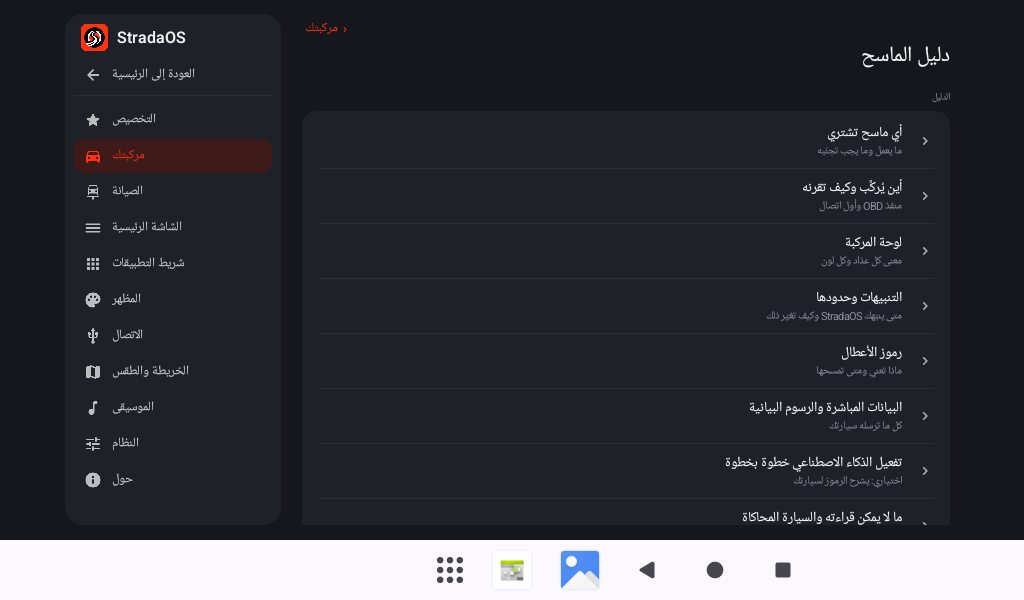 StradaOS
العودة إلى الرئيسية
التخصيص
مركبتك
الصيانة
الشاشة الرئيسية
شريط التطبيقات
المظهر
الاتصال
الخريطة والطقس
الموسيقى
النظام
حول
‹ مركبتك
دليل الماسح
الدليل
أي ماسح تشتري
ما يعمل وما يجب تجنبه
أين يُركَّب وكيف تقرنه
منفذ OBD وأول اتصال
لوحة المركبة
معنى كل عداد وكل لون
التنبيهات وحدودها
متى ينبهك StradaOS وكيف تغير ذلك
رموز الأعطال
ماذا تعني ومتى تمسحها
البيانات المباشرة والرسوم البيانية
كل ما ترسله سيارتك
تفعيل الذكاء الاصطناعي خطوة بخطوة
اختياري: يشرح الرموز لسيارتك
ما لا يمكن قراءته والسيارة المحاكاة